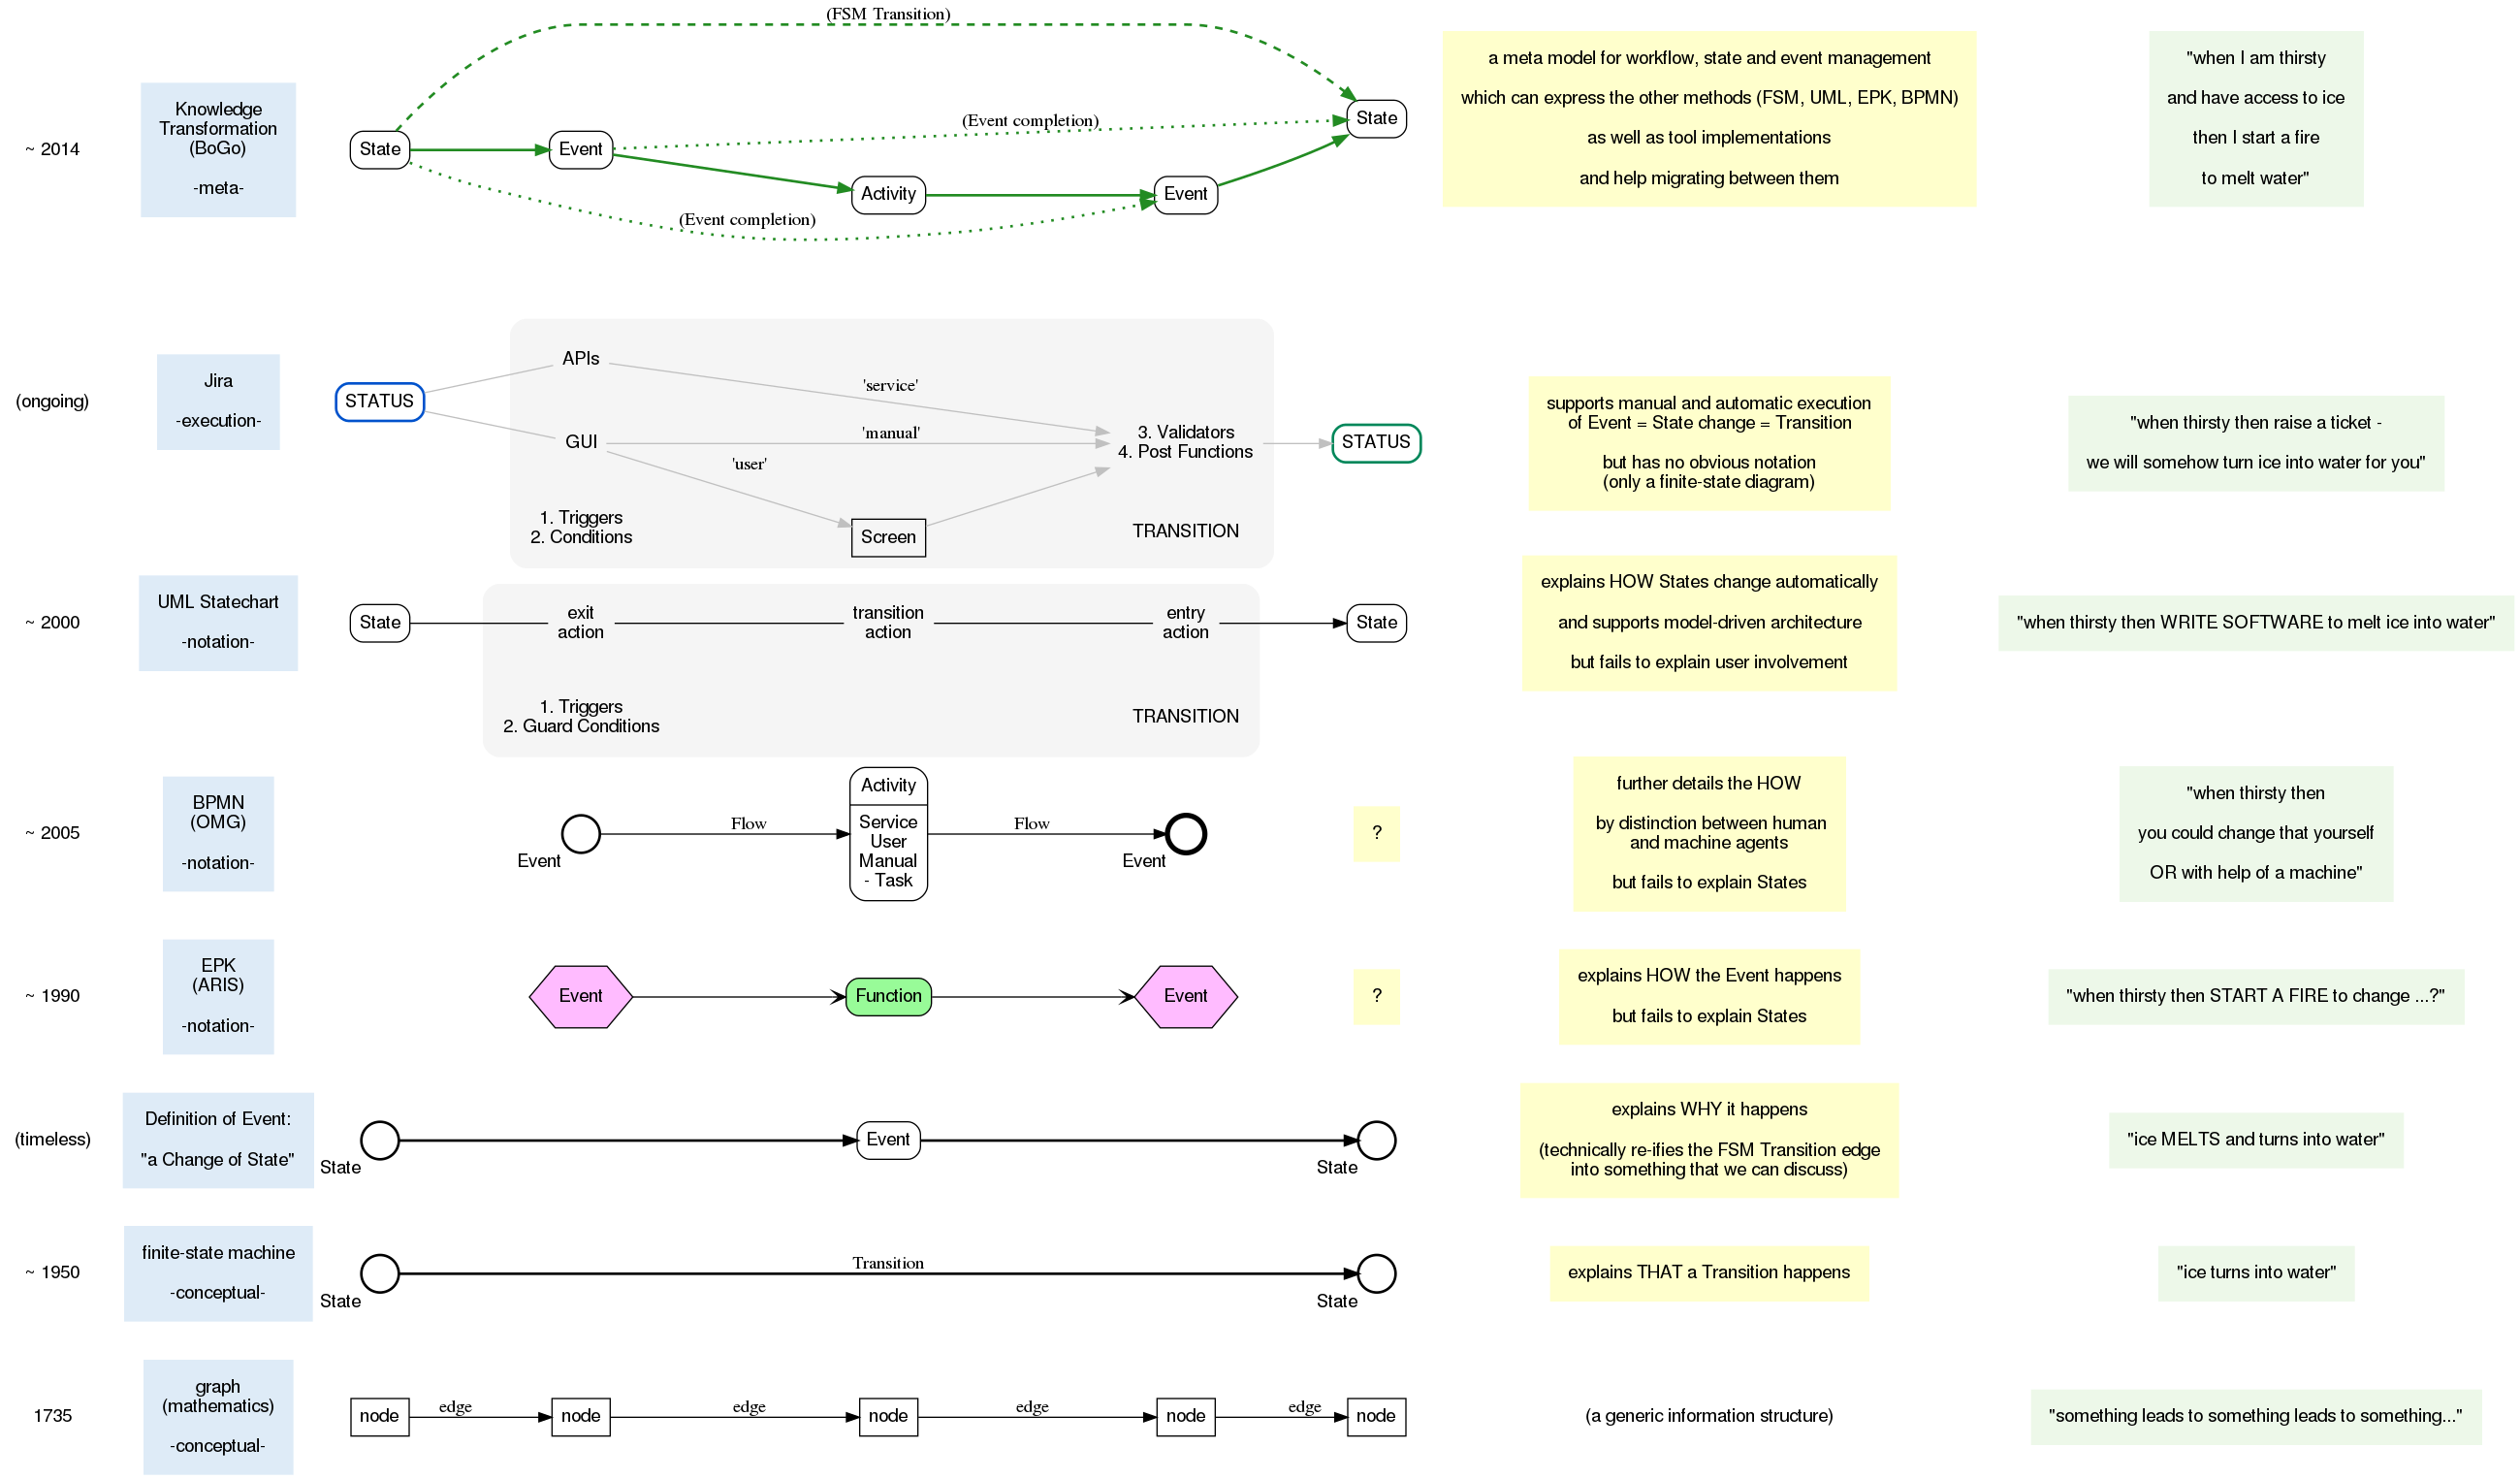 (FSM Transition)
~ 2014
Knowledge
Transformation
(BoGo)
-meta-
State
Event
(Event completion)
Activity
Event
(Event completion)
State
a meta model for workflow, state and event management
which can express the other methods (FSM, UML, EPK, BPMN)
as well as tool implementations
and help migrating between them
"when I am thirsty
and have access to ice
then I start a fire
to melt water"
(ongoing)
Jira
-execution-
STATUS
APIs
'service'
GUI
'manual'
'user'
3. Validators
4. Post Functions
1. Triggers
2. Conditions
Screen
TRANSITION
STATUS
supports manual and automatic execution
of Event = State change = Transition
but has no obvious notation
(only a finite-state diagram)
"when thirsty then raise a ticket -
we will somehow turn ice into water for you"
~ 2000
UML Statechart
-notation-
State
exit
action
transition
action
entry
action
State
1. Triggers
2. Guard Conditions
TRANSITION
explains HOW States change automatically
and supports model-driven architecture
but fails to explain user involvement
"when thirsty then WRITE SOFTWARE to melt ice into water"
~ 2005
BPMN
(OMG)
-notation-
Event
Flow
Activity
Service
User
Manual
- Task
Flow
Event
?
further details the HOW
by distinction between human
and machine agents
but fails to explain States
"when thirsty then
you could change that yourself
OR with help of a machine"
~ 1990
EPK
(ARIS)
-notation-
Event
Function
Event
?
explains HOW the Event happens
but fails to explain States
"when thirsty then START A FIRE to change ...?"
(timeless)
Definition of Event:
"a Change of State"
State
Event
State
explains WHY it happens
(technically re-ifies the FSM Transition edge
into something that we can discuss)
"ice MELTS and turns into water"
~ 1950
finite-state machine
-conceptual-
State
Transition
State
explains THAT a Transition happens
"ice turns into water"
1735
graph
(mathematics)
-conceptual-
node
edge
node
edge
node
edge
node
edge
node
(a generic information structure)
"something leads to something leads to something..."